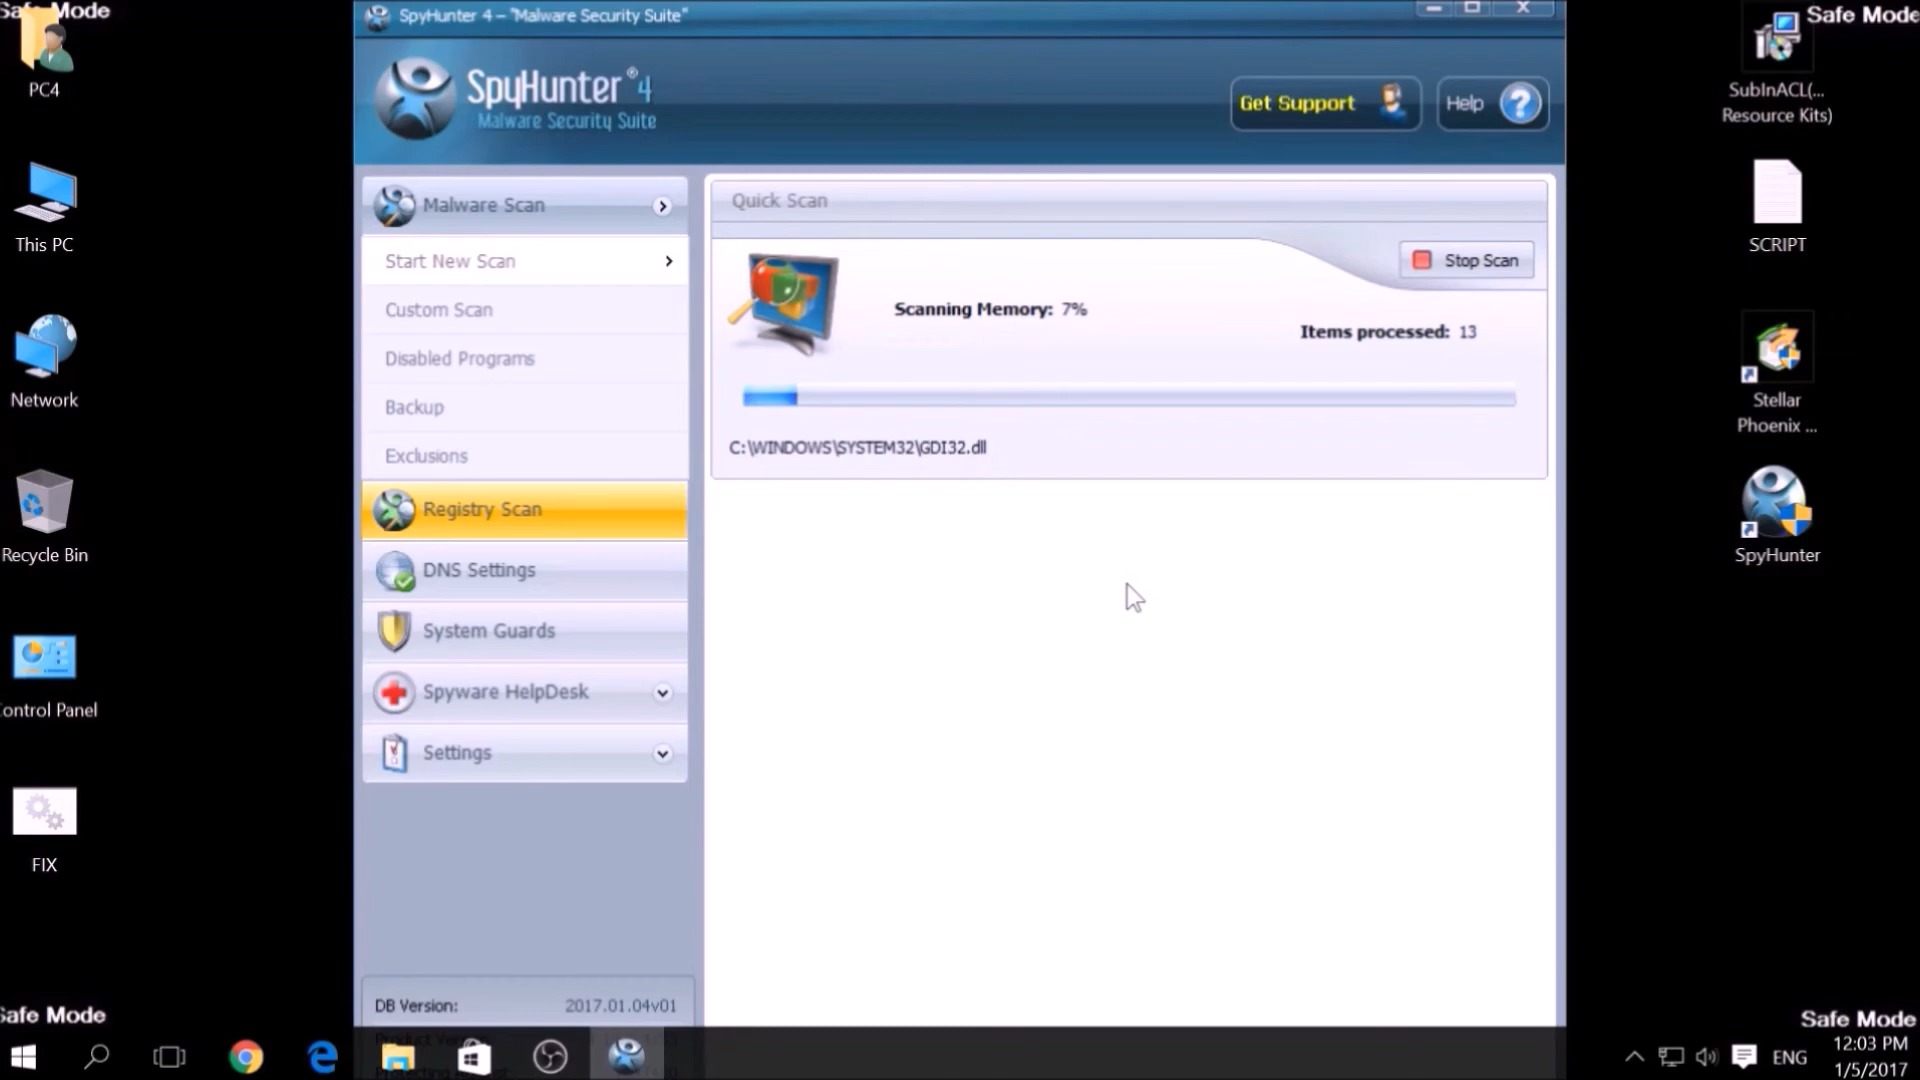 Safe Mode
Safe Mode
PC4
This PC
Network
Recycle Bin
ontrol Panel
FIX
SpyHunter 4 – "Malware Security Suite"
SpyHunter® 4
Malware Security Suite
Get Support
Help
Malware Scan
Start New Scan
Custom Scan
Disabled Programs
Backup
Exclusions
Registry Scan
DNS Settings
System Guards
Spyware HelpDesk
Settings
DB Version: 2017.01.04v01
Quick Scan
Stop Scan
Scanning Memory: 7%
Items processed: 13
C:\WINDOWS\SYSTEM32\GDI32.dll
SubInACL(...
Resource Kits)
SCRIPT
Stellar
Phoenix ...
SpyHunter
Safe Mode
Safe Mode
ENG
12:03 PM
1/5/2017